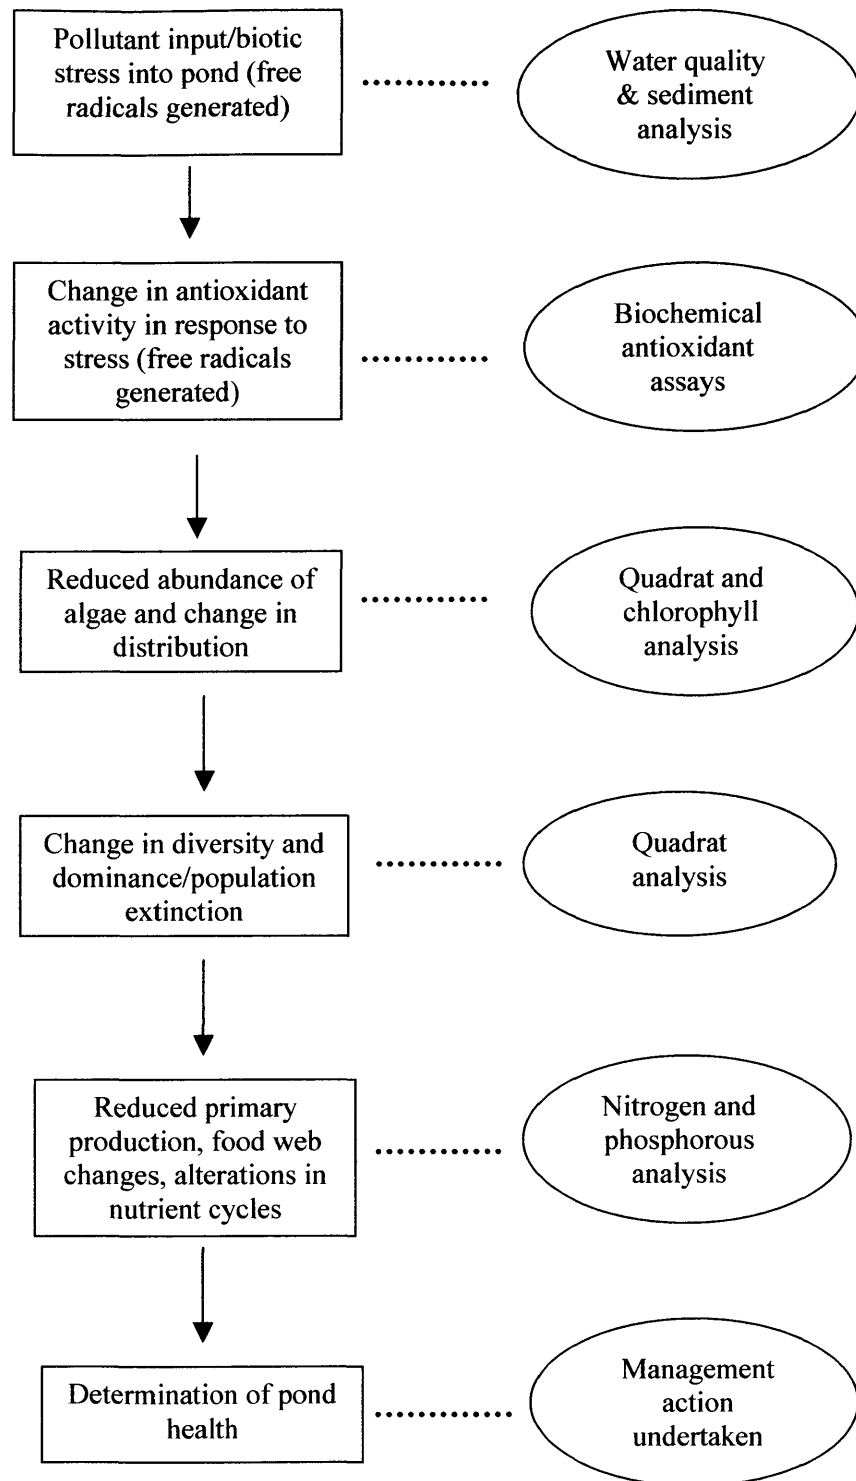 Pollutant input/biotic
stress into pond (free
radicals generated)
Water quality
& sediment
analysis
Change in antioxidant
activity in response to
stress (free radicals
generated)
Biochemical
antioxidant
assays
Reduced abundance of
algae and change in
distribution
Quadrat and
chlorophyll
analysis
Change in diversity and
dominance/population
extinction
Quadrat
analysis
Reduced primary
production, food web
changes, alterations in
nutrient cycles
Nitrogen and
phosphorous
analysis
Determination of pond
health
Management
action
undertaken